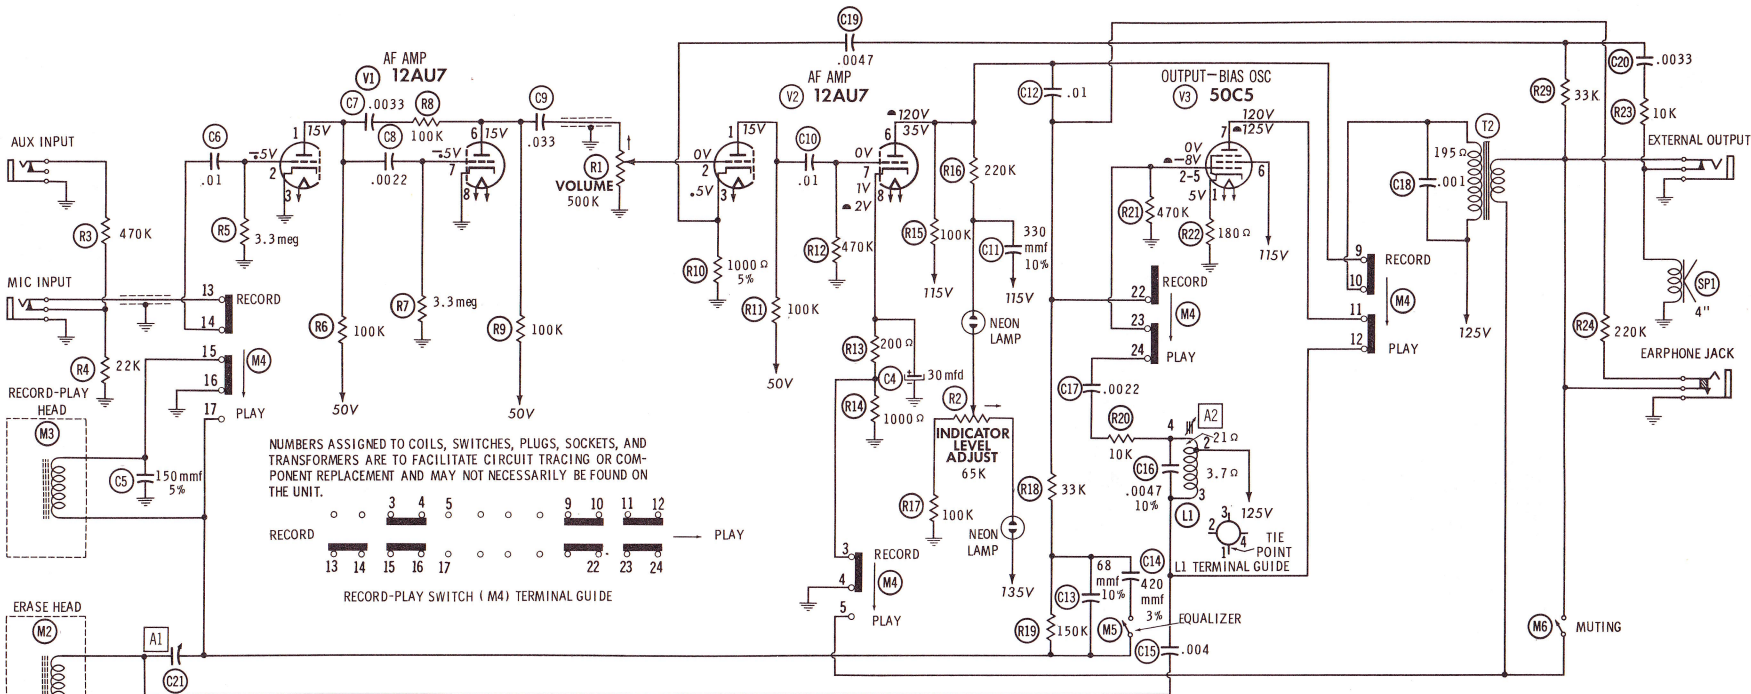 C19
.0047
AF AMP
V1 12AU7
C7 .0033 R8
100K
C8
.0022
C9
.033
AF AMP
V2 12AU7
OUTPUT-BIAS OSC
V3 50C5
C12 .01
C20 .0033
R29 33K
R23 10K
AUX INPUT
C6
.01
1 15V
-.5V
2
3
6 15V
-.5V
7
8
R1
VOLUME
500K
0V
2
.5V
1 15V
3
C10
.01
120V
6 35V
0V
7
1V
2V
8
R16 220K
120V
7 125V
0V
-8V
2-5
5V
1
6
T2
195Ω
C18 .001
EXTERNAL OUTPUT
R3 470K
R5
3.3 meg
R10 1000Ω
5%
R12 470K
R15 100K
115V
C11 330
mmf
10%
115V
R21 470K
R22 180Ω
115V
9 RECORD
10
11 M4
12 PLAY
125V
SP1
4"
MIC INPUT
13
RECORD
14
R6 100K
R7 3.3 meg
R9 100K
R11 100K
NEON
LAMP
22 RECORD
M4
23
24 PLAY
R24 220K
R4 22K
15
M4
16
17 PLAY
50V
50V
50V
R13 200Ω
C4 30 mfd
R14
1000Ω
R2
INDICATOR
LEVEL
ADJUST
65K
C17 .0022
R20
10K
EARPHONE JACK
RECORD-PLAY
HEAD
M3
C5 150 mmf
5%
NUMBERS ASSIGNED TO COILS, SWITCHES, PLUGS, SOCKETS, AND
TRANSFORMERS ARE TO FACILITATE CIRCUIT TRACING OR COM-
PONENT REPLACEMENT AND MAY NOT NECESSARILY BE FOUND ON
THE UNIT.
3 4 5 9 10 11 12
RECORD PLAY
13 14 15 16 17 22 23 24
RECORD-PLAY SWITCH (M4) TERMINAL GUIDE
R17 100K
NEON
LAMP
135V
R18 33K
A2
4
21Ω
2
3.7Ω
3
C16
.0047
10%
L1
125V
3
2
4
1
TIE
POINT
L1 TERMINAL GUIDE
3
RECORD
4 M4
5
PLAY
68
mmf
10%
C13
C14
420
mmf
3%
R19 150K
M5 EQUALIZER
C15 .004
M6 MUTING
ERASE HEAD
M2
A1
C21